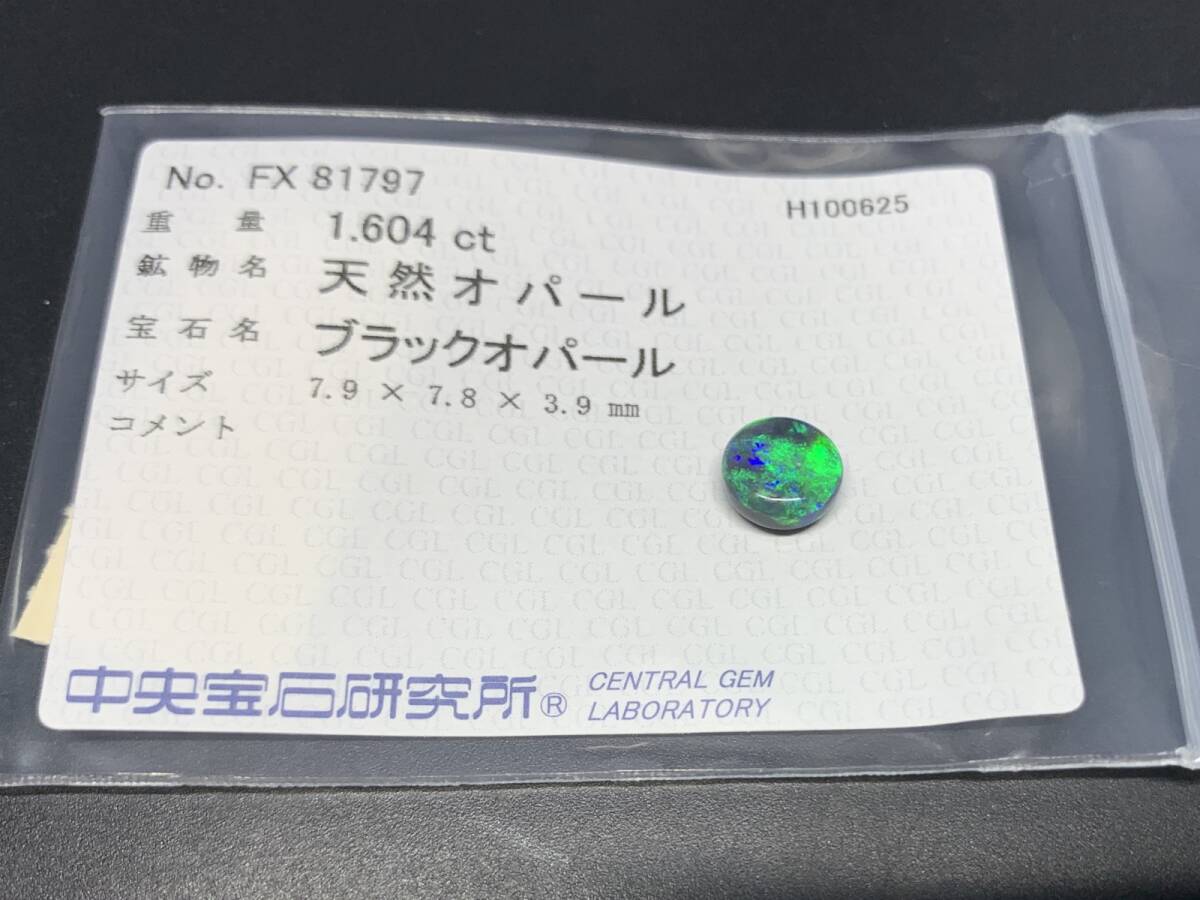 No. FX 81797
H100625
重量 1.604 ct
鉱物名 天然オパール
宝石名 ブラックオパール
サイズ 7.9 × 7.8 × 3.9 mm
コメント
中央宝石研究所® CENTRAL GEM
LABORATORY